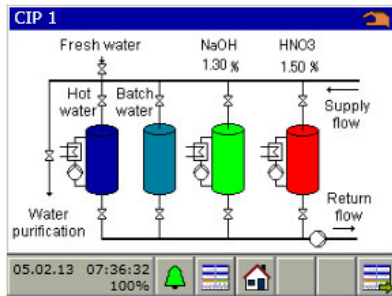 CIP 1
Fresh water
NaOH
HNO3
1.30 %
1.50 %
Hot water
Batch water
Supply flow
Return flow
Water purification
05.02.13 07:36:32
100%